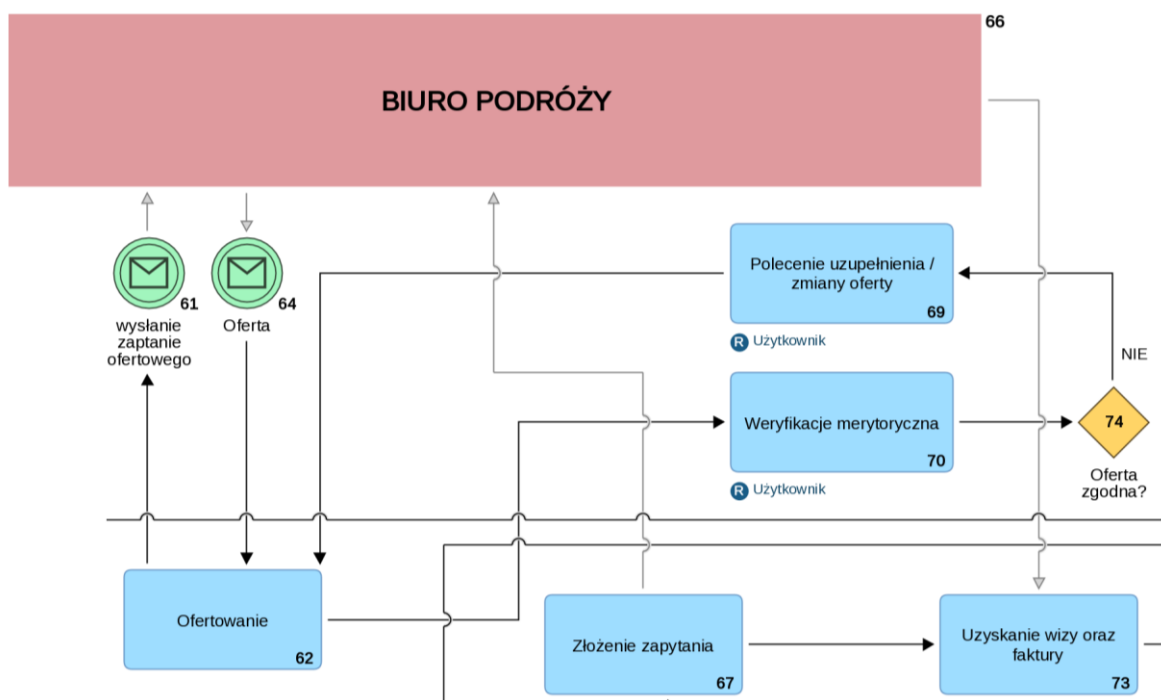 66
BIURO PODRÓŻY
61
wysłanie
zaptanie
ofertowego
64
Oferta
Polecenie uzupełnienia /
zmiany oferty
69
R Użytkownik
NIE
Weryfikacje merytoryczna
70
R Użytkownik
74
Oferta
zgodna?
Ofertowanie
62
Złożenie zapytania
67
Uzyskanie wizy oraz
faktury
73